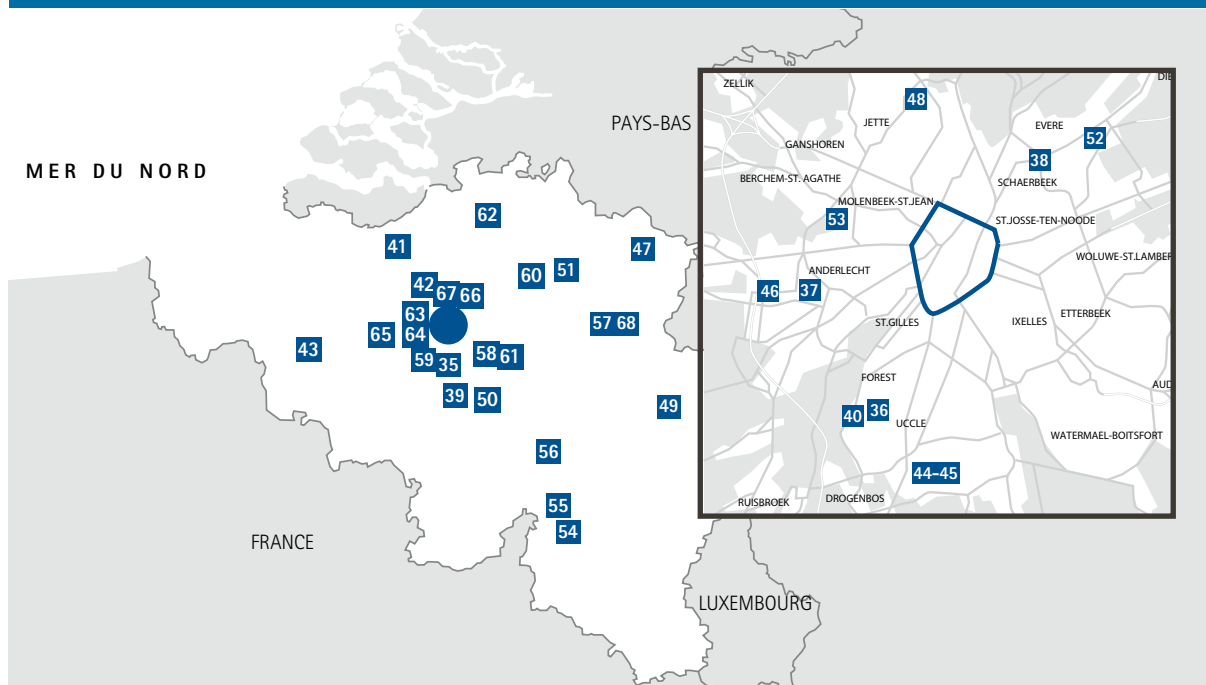 PAYS-BAS
MER DU NORD
62
41
47
51
60
42
67
66
63
57 68
65
64
43
58
61
59
35
39
50
49
56
55
54
FRANCE
LUXEMBOURG
ZELLIK
DIE
48
JETTE
EVERE
52
GANSHOREN
38
BERCHEM-ST. AGATHE
SCHAERBEEK
MOLENBEEK-ST.JEAN
53
ST.JOSSE-TEN-NOODE
WOLUWE-ST.LAMBER
ANDERLECHT
46
37
ETTERBEEK
ST.GILLES
IXELLES
FOREST
AUD
40
36
UCCLE
WATERMAEL-BOITSFORT
44-45
RUISBROEK
DROGENBOS